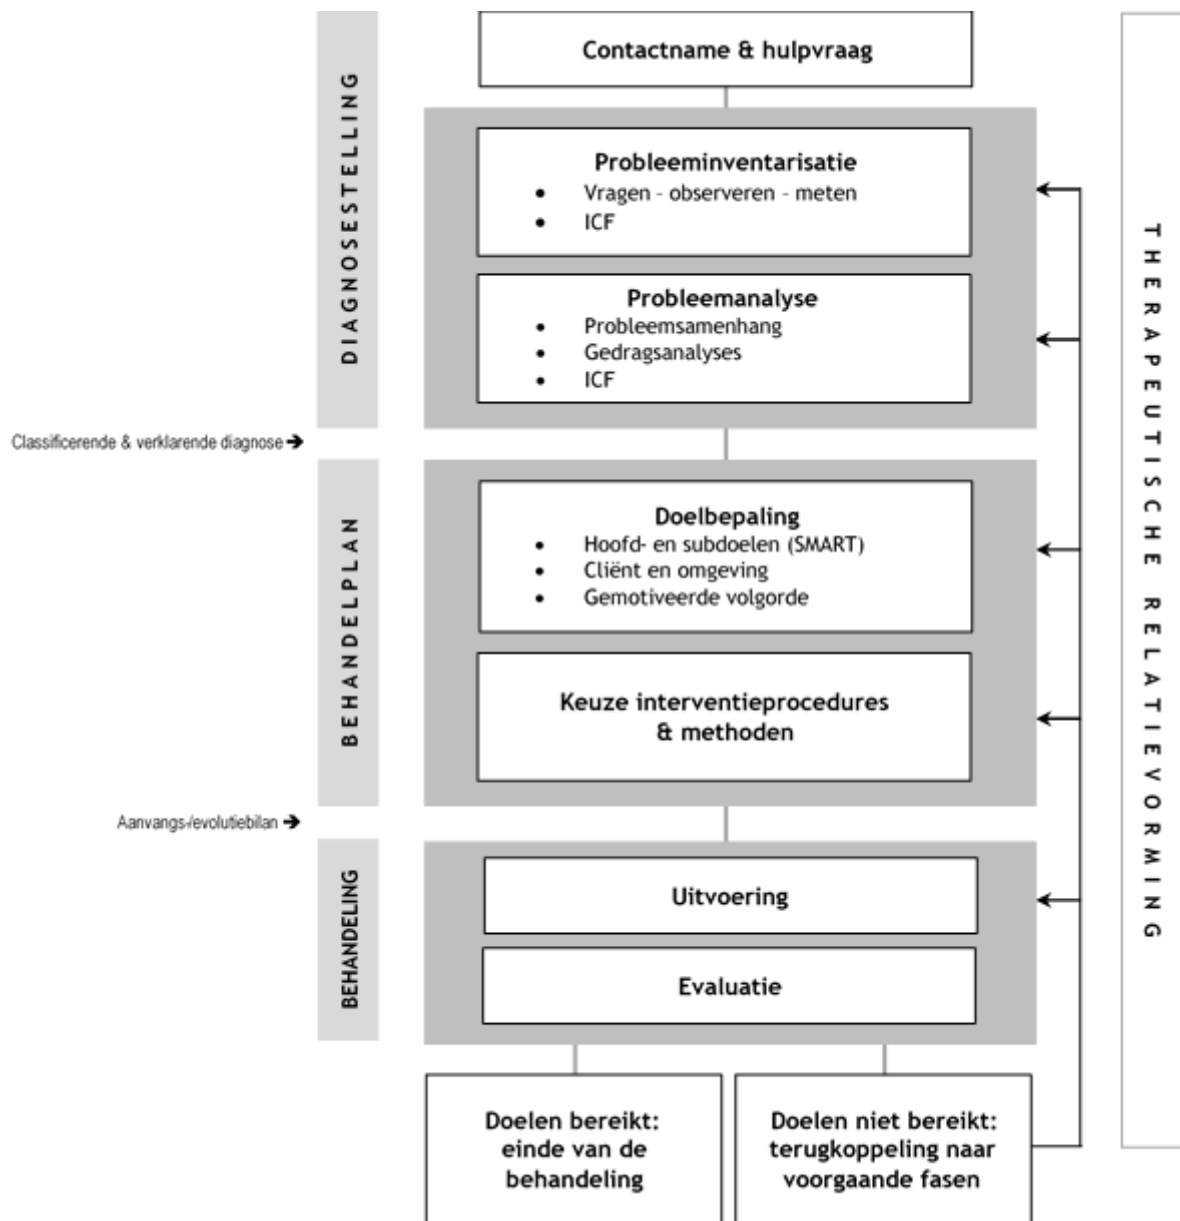 Contactname & hulpvraag
DIAGNOSESTELLING
Probleeminventarisatie
• Vragen – observeren – meten
• ICF
Probleemanalyse
• Probleemsamenhang
• Gedragsanalyses
• ICF
Classificerende & verklarende diagnose →
BEHANDELPLAN
Doelbepaling
• Hoofd- en subdoelen (SMART)
• Cliënt en omgeving
• Gemotiveerde volgorde
Keuze interventieprocedures
& methoden
Aanvangs-/evolutiebilan →
BEHANDELING
Uitvoering
Evaluatie
Doelen bereikt:
einde van de
behandeling
Doelen niet bereikt:
terugkoppeling naar
voorgaande fasen
THERAPEUTISCHE RELATIEVORMING